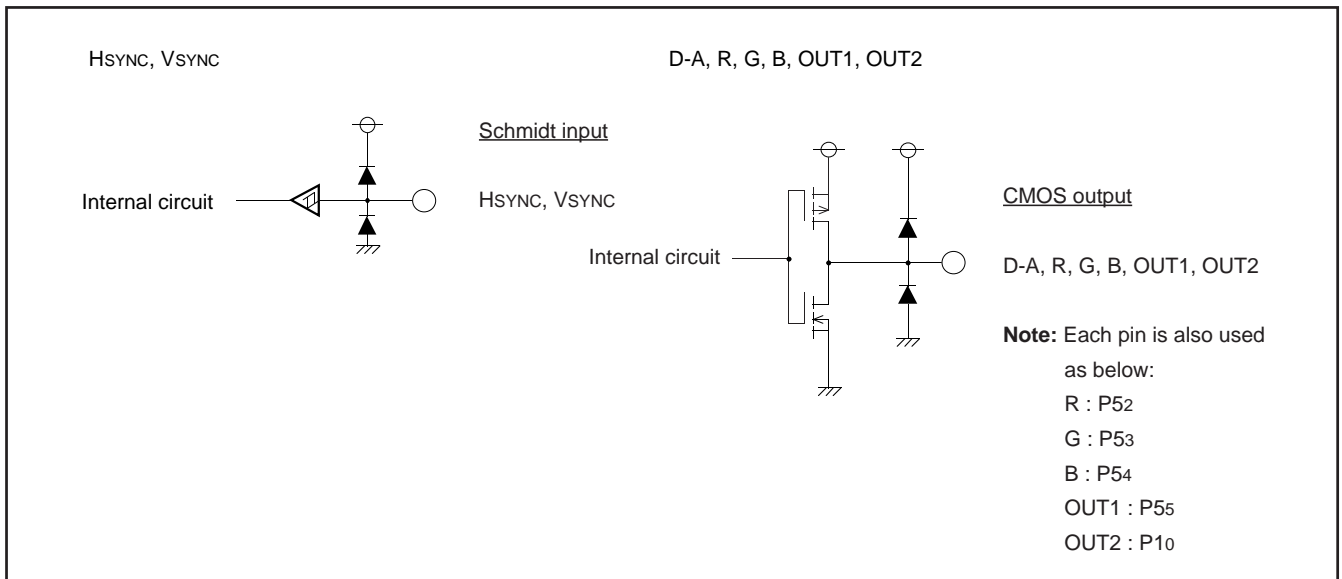 HSYNC, VSYNC
D-A, R, G, B, OUT1, OUT2
Schmidt input
Internal circuit
HSYNC, VSYNC
CMOS output
Internal circuit
D-A, R, G, B, OUT1, OUT2
Note: Each pin is also used
as below:
R : P52
G : P53
B : P54
OUT1 : P55
OUT2 : P10